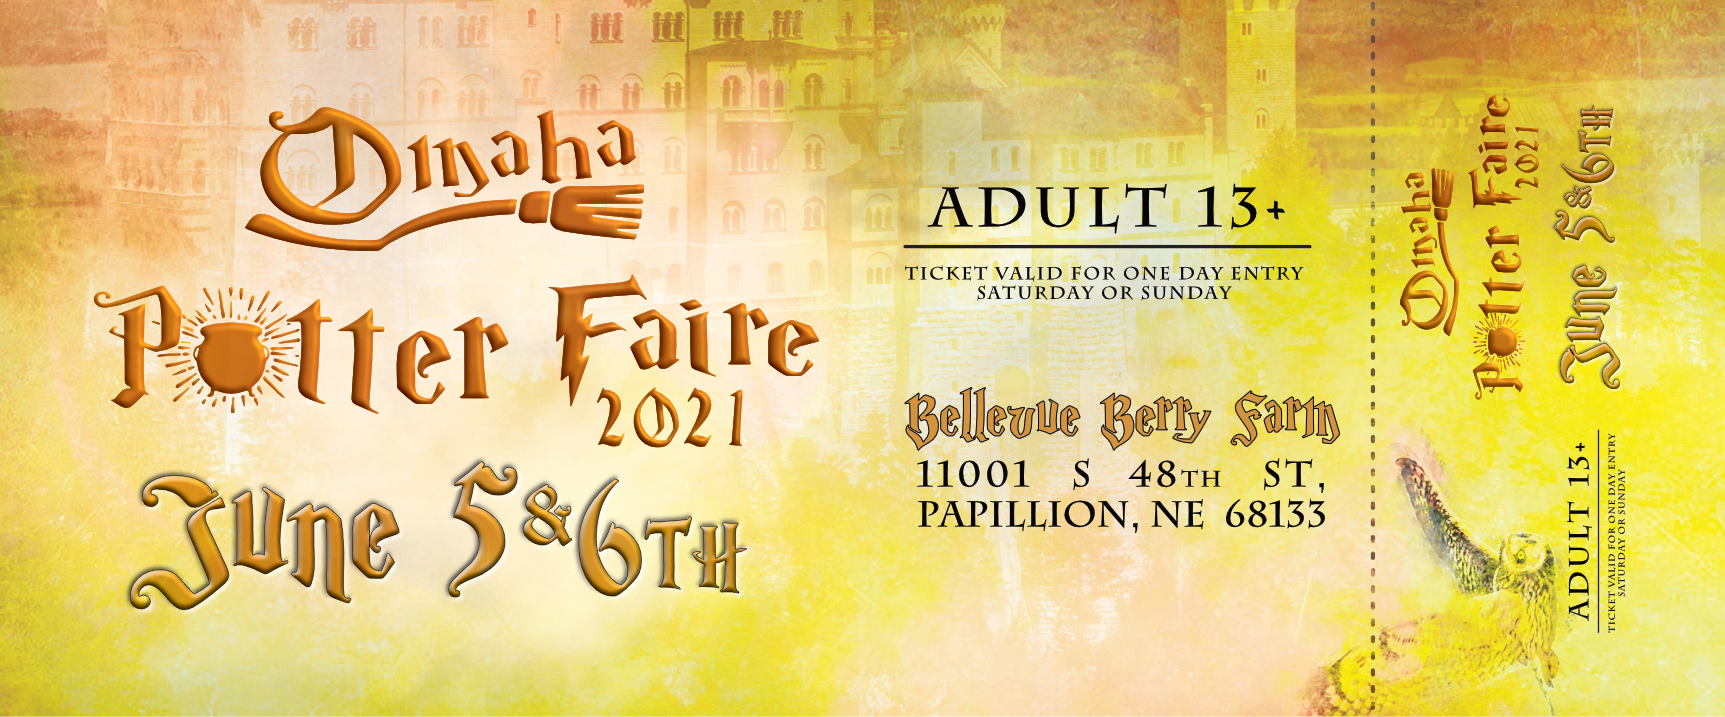 Omaha
Potter Faire
2021
June 5&6TH
ADULT 13+
TICKET VALID FOR ONE DAY ENTRY
SATURDAY OR SUNDAY
Bellevue Berry Farm
11001 S 48TH ST,
PAPILLION, NE 68133
Omaha
Potter Faire
2021
June 5&6TH
ADULT 13+
TICKET VALID FOR ONE DAY ENTRY
SATURDAY OR SUNDAY